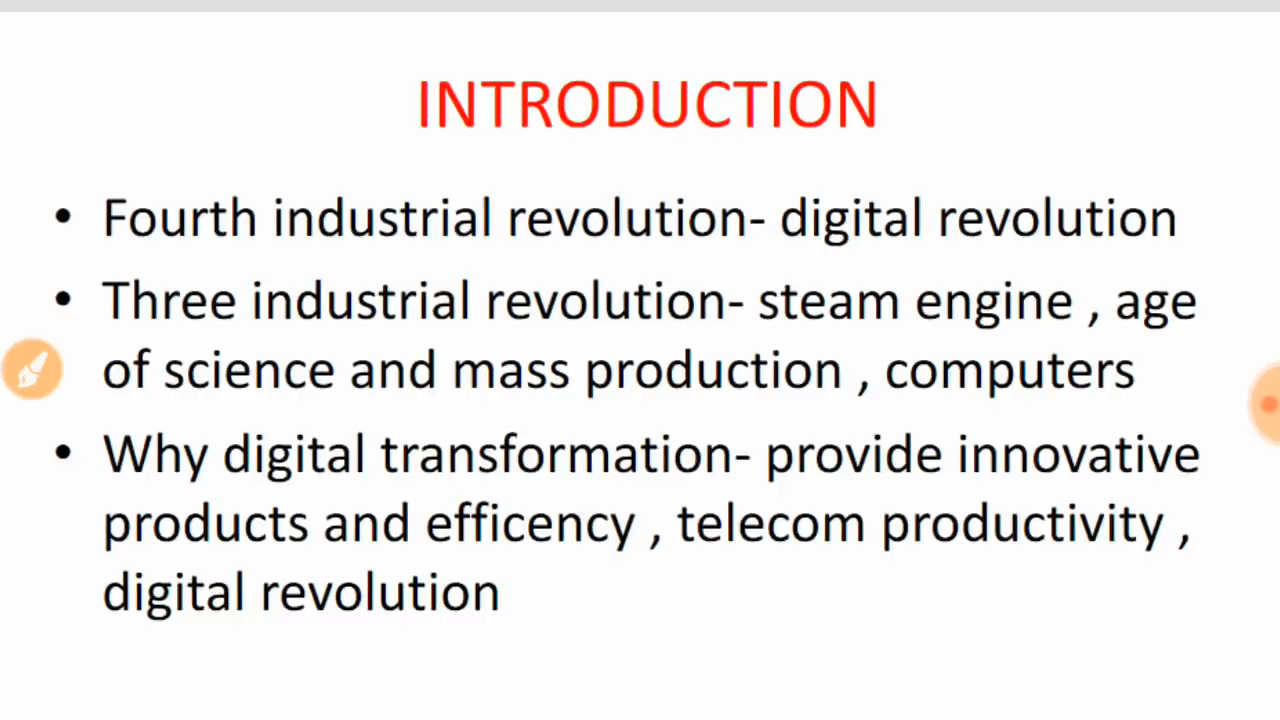 INTRODUCTION
• Fourth industrial revolution- digital revolution
• Three industrial revolution- steam engine , age
of science and mass production , computers
• Why digital transformation- provide innovative
products and efficency , telecom productivity ,
digital revolution